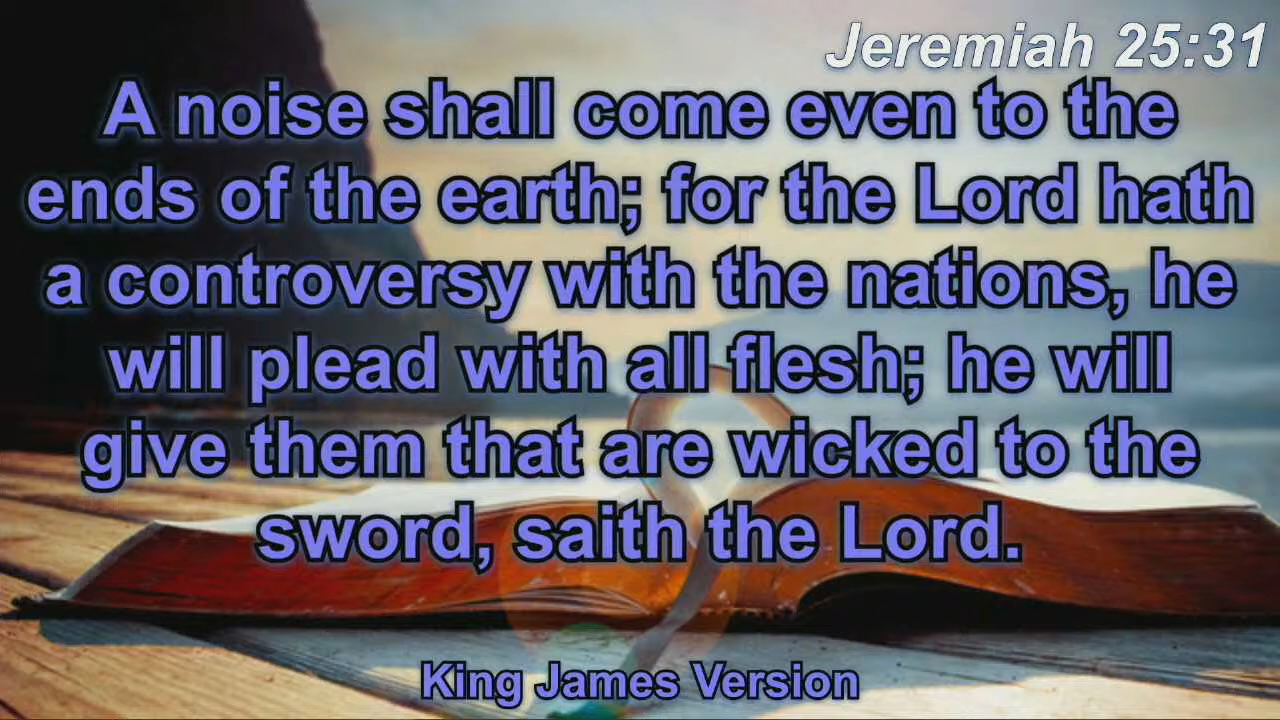 Jeremiah 25:31
A noise shall come even to the
ends of the earth; for the Lord hath
a controversy with the nations, he
will plead with all flesh; he will
give them that are wicked to the
sword, saith the Lord.
King James Version